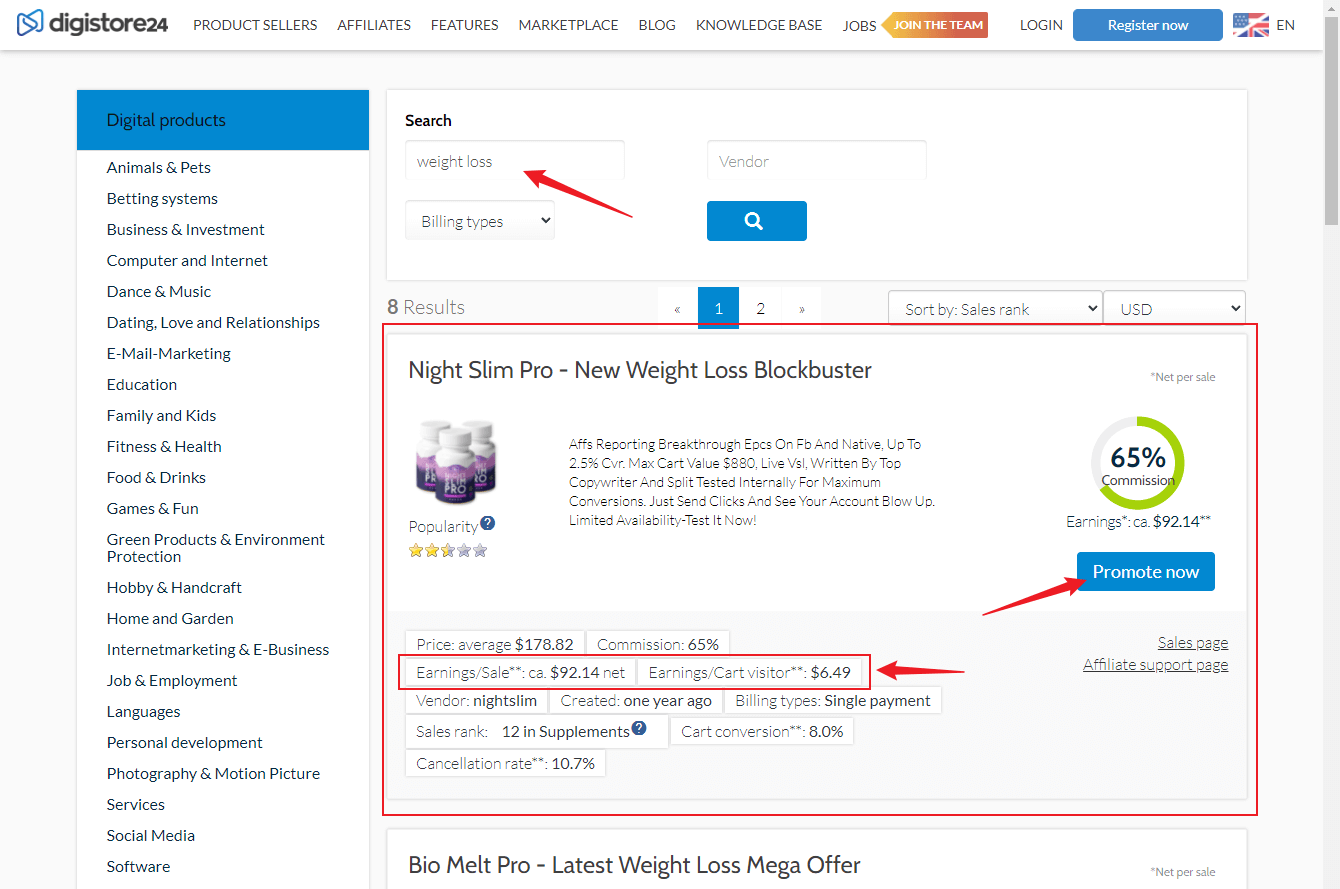 digistore24 PRODUCT SELLERS AFFILIATES FEATURES MARKETPLACE BLOG KNOWLEDGE BASE JOBS JOIN THE TEAM LOGIN Register now EN
Digital products
Animals & Pets
Betting systems
Business & Investment
Computer and Internet
Dance & Music
Dating, Love and Relationships
E-Mail-Marketing
Education
Family and Kids
Fitness & Health
Food & Drinks
Games & Fun
Green Products & Environment
Protection
Hobby & Handcraft
Home and Garden
Internetmarketing & E-Business
Job & Employment
Languages
Personal development
Photography & Motion Picture
Services
Social Media
Software
Search
weight loss Vendor
Billing types
8 Results « 1 2 » Sort by: Sales rank USD
Night Slim Pro - New Weight Loss Blockbuster
*Net per sale
Affs Reporting Breakthrough Epcs On Fb And Native, Up To
2.5% Cvr. Max Cart Value $880, Live Vsl, Written By Top
Copywriter And Split Tested Internally For Maximum
Conversions. Just Send Clicks And See Your Account Blow Up.
Limited Availability-Test It Now!
NIGHT
SLIM
PRO
Popularity ?
65%
Commission
Earnings*: ca. $92.14**
Promote now
Price: average $178.82 Commission: 65%
Earnings/Sale**: ca. $92.14 net Earnings/Cart visitor**: $6.49
Vendor: nightslim Created: one year ago Billing types: Single payment
Sales rank: 12 in Supplements ? Cart conversion**: 8.0%
Cancellation rate**: 10.7%
Sales page
Affiliate support page
Bio Melt Pro - Latest Weight Loss Mega Offer
*Net per sale